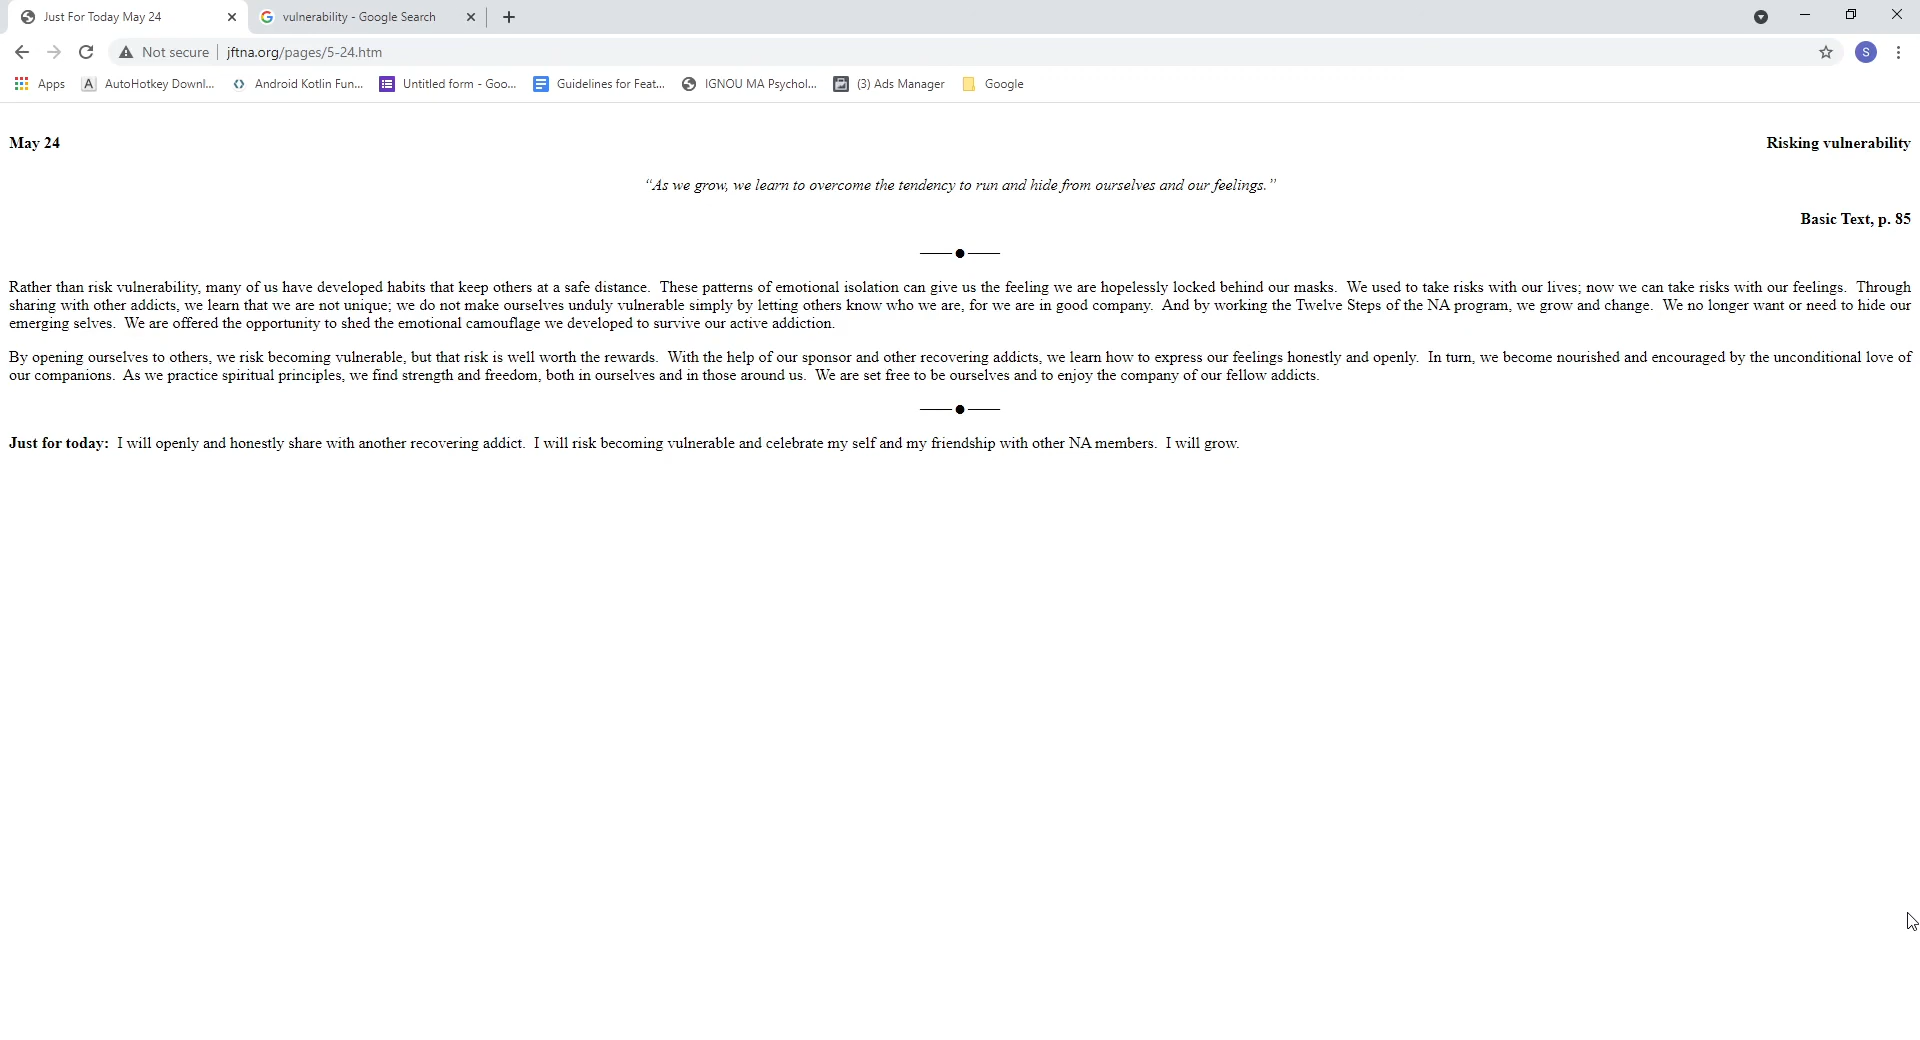 Just For Today May 24
vulnerability - Google Search
Not secure
jftna.org/pages/5-24.htm
S
Apps
AutoHotkey Downl...
Android Kotlin Fun...
Untitled form - Goo...
Guidelines for Feat...
IGNOU MA Psychol...
(3) Ads Manager
Google
May 24
Risking vulnerability
“As we grow, we learn to overcome the tendency to run and hide from ourselves and our feelings.”
Basic Text, p. 85
Rather than risk vulnerability, many of us have developed habits that keep others at a safe distance. These patterns of emotional isolation can give us the feeling we are hopelessly locked behind our masks. We used to take risks with our lives; now we can take risks with our feelings. Through
sharing with other addicts, we learn that we are not unique; we do not make ourselves unduly vulnerable simply by letting others know who we are, for we are in good company. And by working the Twelve Steps of the NA program, we grow and change. We no longer want or need to hide our
emerging selves. We are offered the opportunity to shed the emotional camouflage we developed to survive our active addiction.
By opening ourselves to others, we risk becoming vulnerable, but that risk is well worth the rewards. With the help of our sponsor and other recovering addicts, we learn how to express our feelings honestly and openly. In turn, we become nourished and encouraged by the unconditional love of
our companions. As we practice spiritual principles, we find strength and freedom, both in ourselves and in those around us. We are set free to be ourselves and to enjoy the company of our fellow addicts.
Just for today: I will openly and honestly share with another recovering addict. I will risk becoming vulnerable and celebrate my self and my friendship with other NA members. I will grow.